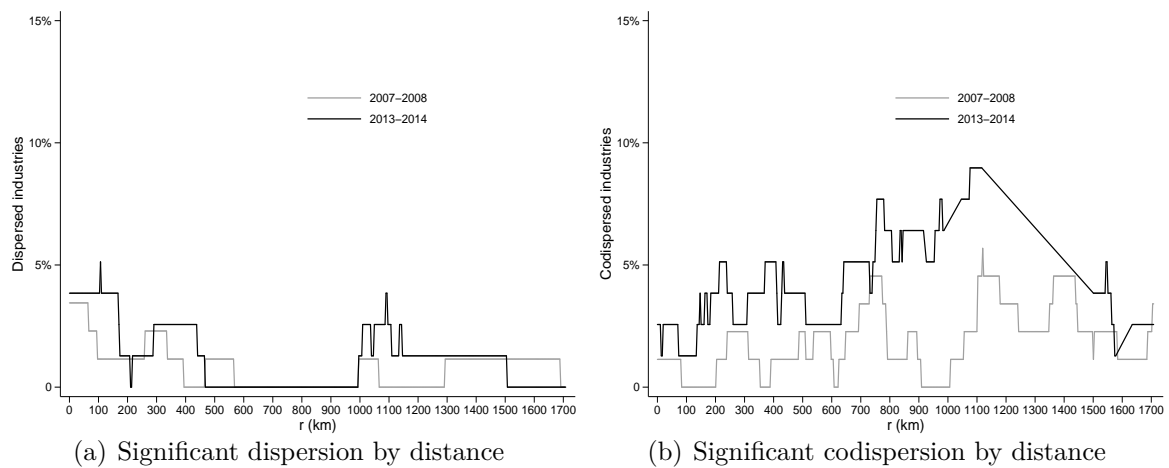 15%
10%
5%
0
Dispersed industries
2007–2008
2013–2014
0 100 200 300 400 500 600 700 800 900 1000 1100 1200 1300 1400 1500 1600 1700
r (km)
(a) Significant dispersion by distance
15%
10%
5%
0
Codispersed industries
2007–2008
2013–2014
0 100 200 300 400 500 600 700 800 900 1000 1100 1200 1300 1400 1500 1600 1700
r (km)
(b) Significant codispersion by distance